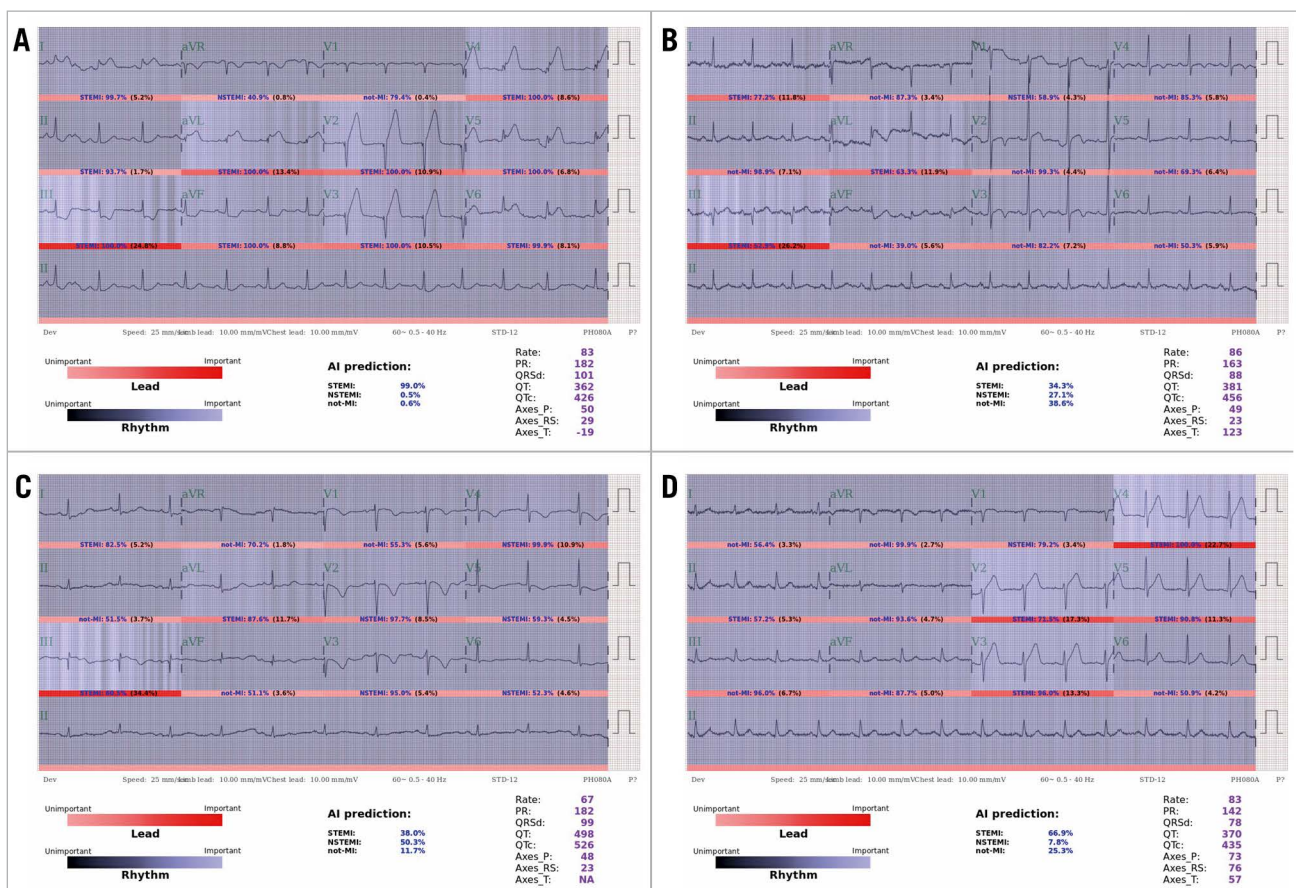 A
I aVR V1 V4
STEMI: 99.7% (5.2%) NSTEMI: 40.9% (0.8%) not-MI: 79.4% (0.4%) STEMI: 100.0% (8.6%)
II aVL V2 V5
STEMI: 93.7% (1.7%) STEMI: 100.0% (13.4%) STEMI: 100.0% (10.9%) STEMI: 100.0% (6.8%)
III aVF V3 V6
STEMI: 100.0% (24.8%) STEMI: 100.0% (8.8%) STEMI: 100.0% (10.5%) STEMI: 99.9% (8.1%)
II
Dev Speed: 25 mm/sec Limb lead: 10.00 mm/mV Chest lead: 10.00 mm/mV 60~ 0.5 - 40 Hz STD-12 PH080A P?
Unimportant Important
Lead
Unimportant Important
Rhythm
AI prediction:
STEMI: 99.0%
NSTEMI: 0.5%
not-MI: 0.6%
Rate: 83
PR: 182
QRSd: 101
QT: 362
QTc: 426
Axes_P: 50
Axes_RS: 29
Axes_T: -19
B
I aVR V1 V4
STEMI: 77.2% (11.8%) not-MI: 87.3% (3.4%) NSTEMI: 58.9% (4.3%) not-MI: 85.3% (5.8%)
II aVL V2 V5
not-MI: 98.9% (7.1%) STEMI: 63.3% (11.9%) not-MI: 99.3% (4.4%) not-MI: 69.3% (6.4%)
III aVF V3 V6
STEMI: (26.2%) not-MI: 39.0% (5.6%) not-MI: 82.2% (7.2%) not-MI: 50.3% (5.9%)
II
Dev Speed: 25 mm/sec Limb lead: 10.00 mm/mV Chest lead: 10.00 mm/mV 60~ 0.5 - 40 Hz STD-12 PH080A P?
Unimportant Important
Lead
Unimportant Important
Rhythm
AI prediction:
STEMI: 34.3%
NSTEMI: 27.1%
not-MI: 38.6%
Rate: 86
PR: 163
QRSd: 88
QT: 381
QTc: 456
Axes_P: 49
Axes_RS: 23
Axes_T: 123
C
I aVR V1 V4
STEMI: 82.5% (5.2%) not-MI: 70.2% (1.8%) not-MI: 55.3% (5.6%) NSTEMI: 99.9% (10.9%)
II aVL V2 V5
not-MI: 51.5% (3.7%) STEMI: 87.6% (11.7%) NSTEMI: 97.7% (8.5%) NSTEMI: 59.3% (4.5%)
III aVF V3 V6
STEMI: (34.4%) not-MI: 51.1% (3.6%) NSTEMI: 95.0% (5.4%) NSTEMI: 52.3% (4.6%)
II
Dev Speed: 25 mm/sec Limb lead: 10.00 mm/mV Chest lead: 10.00 mm/mV 60~ 0.5 - 40 Hz STD-12 PH080A P?
Unimportant Important
Lead
Unimportant Important
Rhythm
AI prediction:
STEMI: 38.0%
NSTEMI: 50.3%
not-MI: 11.7%
Rate: 67
PR: 182
QRSd: 99
QT: 498
QTc: 526
Axes_P: 48
Axes_RS: 23
Axes_T: NA
D
I aVR V1 V4
not-MI: 56.4% (3.3%) not-MI: 99.9% (2.7%) NSTEMI: 79.2% (3.4%) STEMI: 100.0% (22.7%)
II aVL V2 V5
STEMI: 57.2% (5.3%) not-MI: 93.6% (4.7%) STEMI: 71.5% (17.3%) STEMI: 90.8% (11.3%)
III aVF V3 V6
not-MI: 96.0% (6.7%) not-MI: 87.7% (5.0%) STEMI: 96.0% (13.3%) not-MI: 50.9% (4.2%)
II
Dev Speed: 25 mm/sec Limb lead: 10.00 mm/mV Chest lead: 10.00 mm/mV 60~ 0.5 - 40 Hz STD-12 PH080A P?
Unimportant Important
Lead
Unimportant Important
Rhythm
AI prediction:
STEMI: 66.9%
NSTEMI: 7.8%
not-MI: 25.3%
Rate: 83
PR: 142
QRSd: 78
QT: 370
QTc: 435
Axes_P: 73
Axes_RS: 76
Axes_T: 57